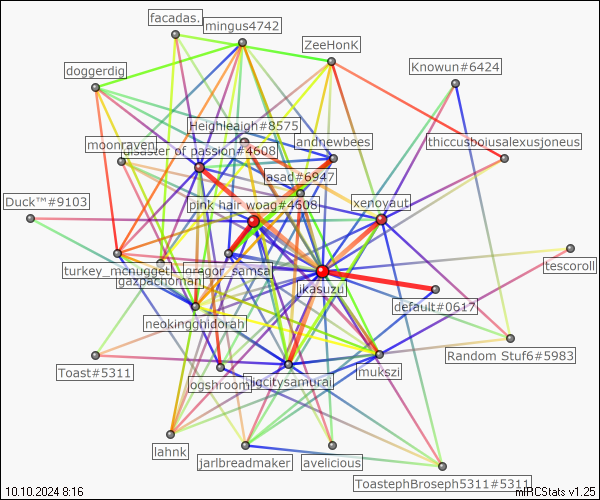 facadas.
mingus4742
ZeeHonK
doggerdig
Knowun#6424
Heighleaigh#8575
andnewbees
thiccusboiusalexusjoneus
moonraven
disaster of passion#4608
asad#6947
Duck™#9103
pink hair woag#4608
xenoyaut
turkey_mcnugget
gregor_samsa
tescoroll
gazpachoman
likasuzu
default#0617
neokingghidorah
Toast#5311
ogshroom
bigcitysamurai
mukszi
Random Stuf6#5983
lahnk
jarlbreadmaker
avelicious
ToastephBroseph5311#5311
10.10.2024 8:16
mIRCStats v1.25